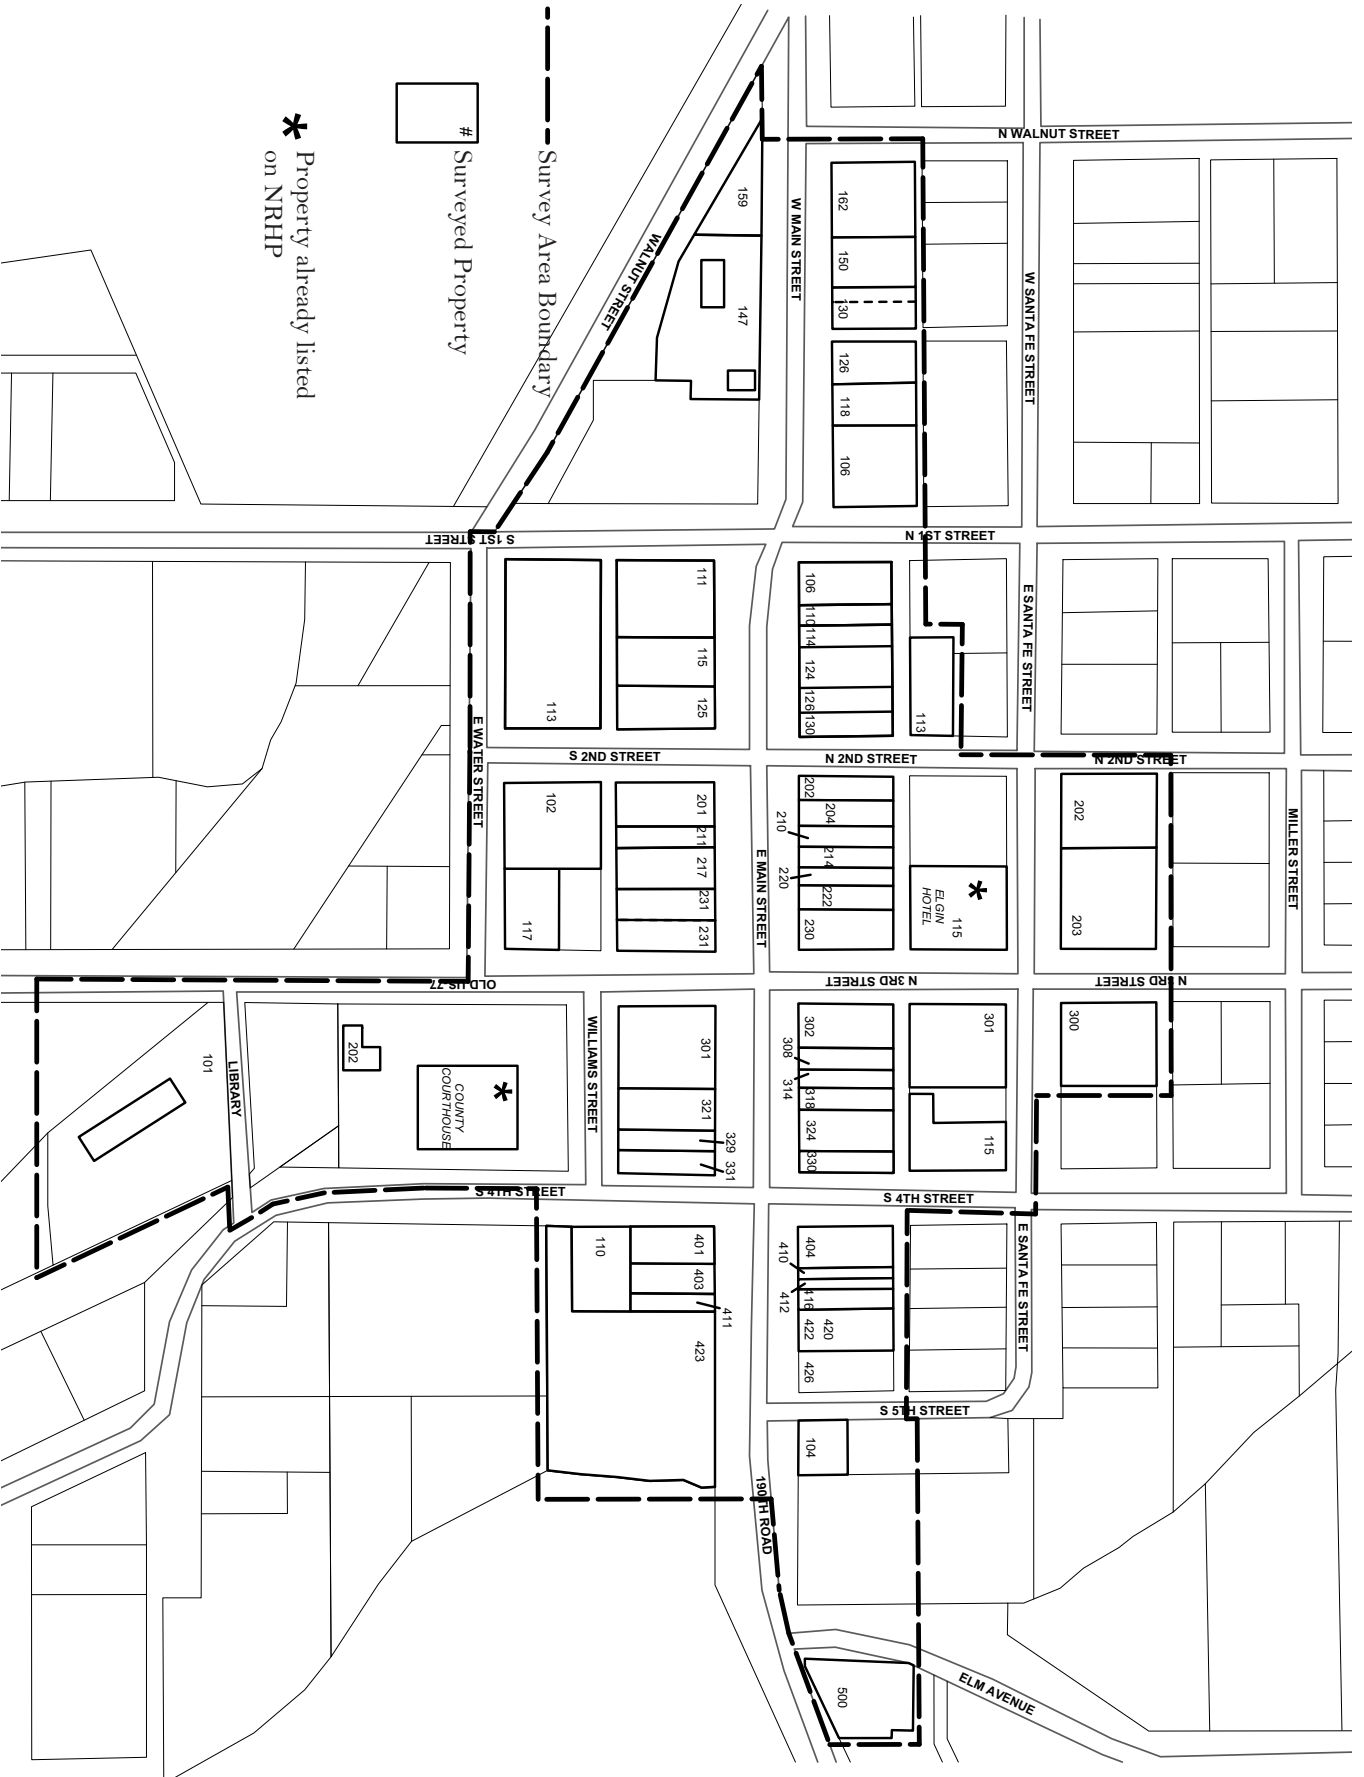 Survey Area Boundary
#
Surveyed Property
* Property already listed
on NRHP
N WALNUT STREET
W SANTA FE STREET
W MAIN STREET
WALNUT STREET
162
150
130
126
118
106
159
147
S 1ST STREET
N 1ST STREET
E SANTA FE STREET
106
110
114
124
126
130
113
111
115
125
113
E WATER STREET
S 2ND STREET
N 2ND STREET
N 2ND STREET
MILLER STREET
E MAIN STREET
202
203
202
204
210
214
220
222
230
*
ELGIN
HOTEL
115
201
211
217
231
231
102
117
OLD US 77
N 3RD STREET
N 3RD STREET
300
301
115
302
308
314
318
324
330
301
321
329
331
WILLIAMS STREET
*
COUNTY
COURTHOUSE
202
LIBRARY
101
S 4TH STREET
S 4TH STREET
E SANTA FE STREET
404
410
412
416
420
422
426
401
403
411
110
423
S 5TH STREET
104
190TH ROAD
ELM AVENUE
500